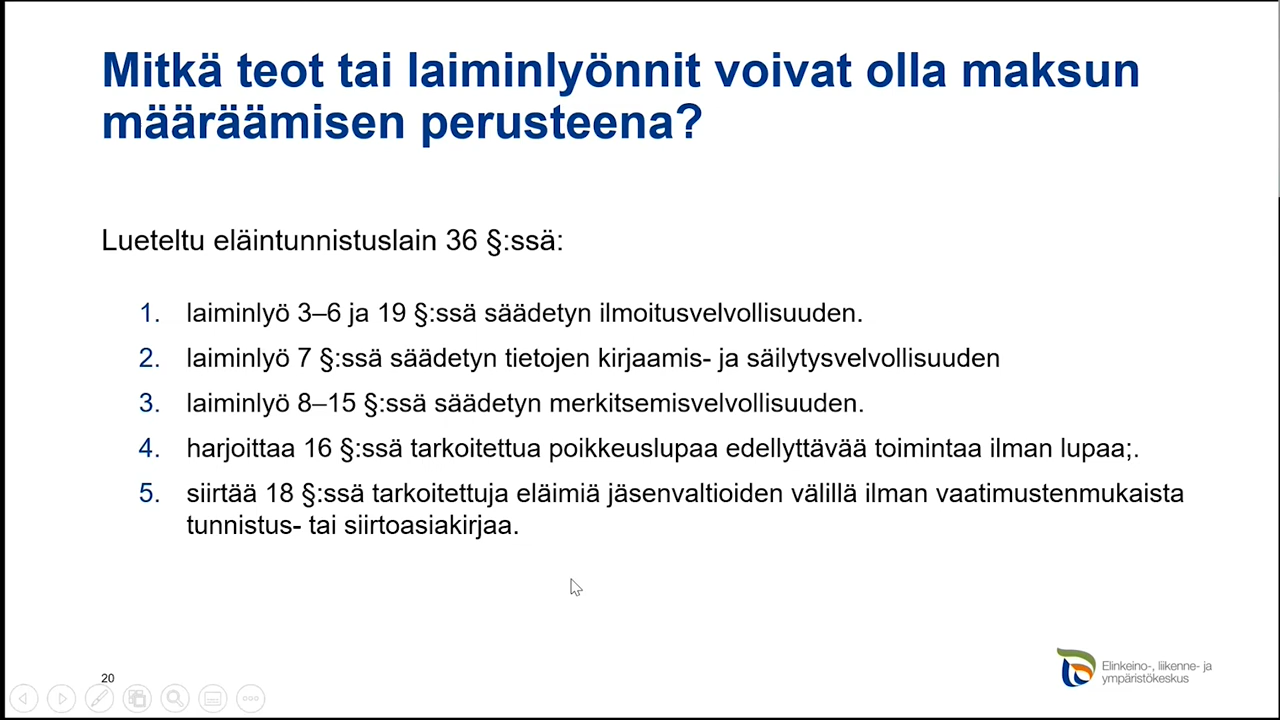 Mitkä teot tai laiminlyönnit voivat olla maksun
määräämisen perusteena?
Lueteltu eläintunnistuslain 36 §:ssä:
1. laiminlyö 3–6 ja 19 §:ssä säädetyn ilmoitusvelvollisuuden.
2. laiminlyö 7 §:ssä säädetyn tietojen kirjaamis- ja säilytysvelvollisuuden
3. laiminlyö 8–15 §:ssä säädetyn merkitsemisvelvollisuuden.
4. harjoittaa 16 §:ssä tarkoitettua poikkeuslupaa edellyttävää toimintaa ilman lupaa;.
5. siirtää 18 §:ssä tarkoitettuja eläimiä jäsenvaltioiden välillä ilman vaatimustenmukaista
tunnistus- tai siirtoasiakirjaa.
20
Elinkeino-, liikenne- ja
ympäristökeskus